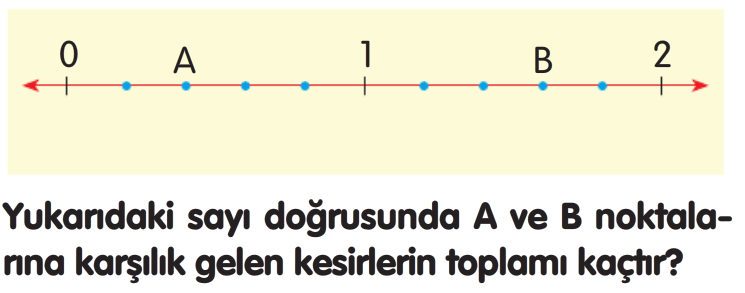 0 A 1 B 2
Yukarıdaki sayı doğrusunda A ve B noktala-
rına karşılık gelen kesirlerin toplamı kaçtır?